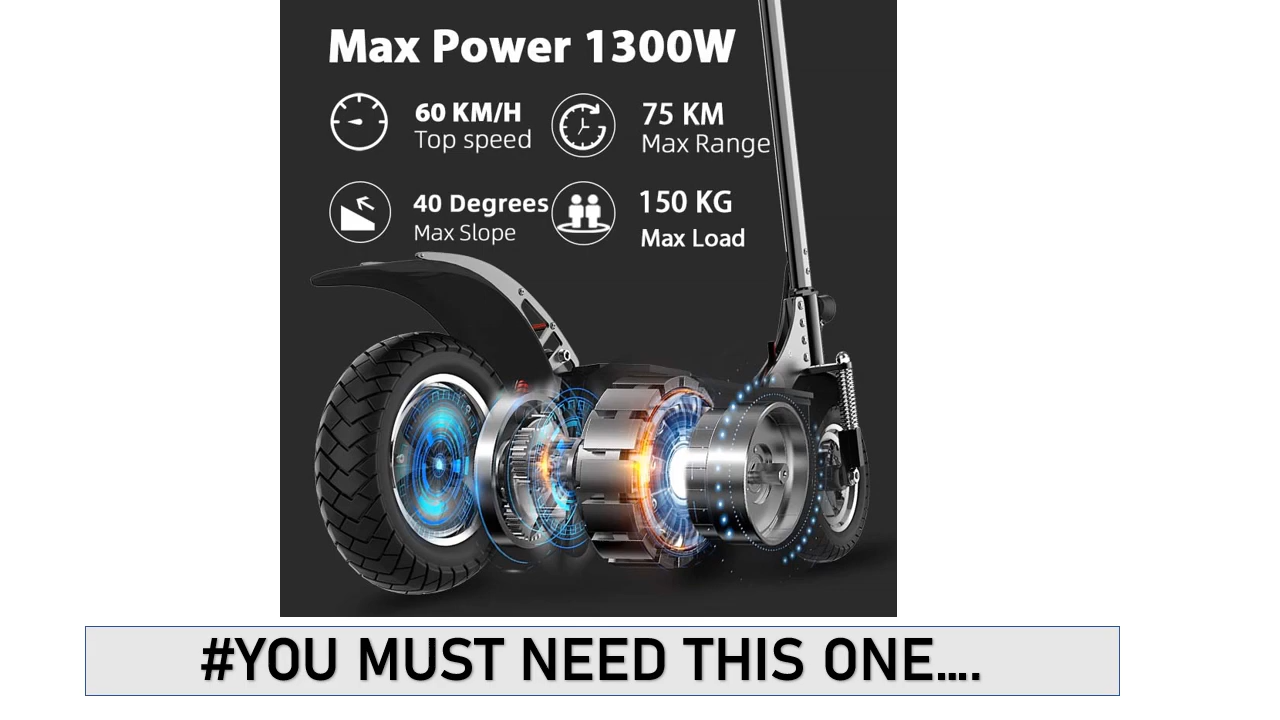 Max Power 1300W
60 KM/H
Top speed
75 KM
Max Range
40 Degrees
Max Slope
150 KG
Max Load
#YOU MUST NEED THIS ONE....